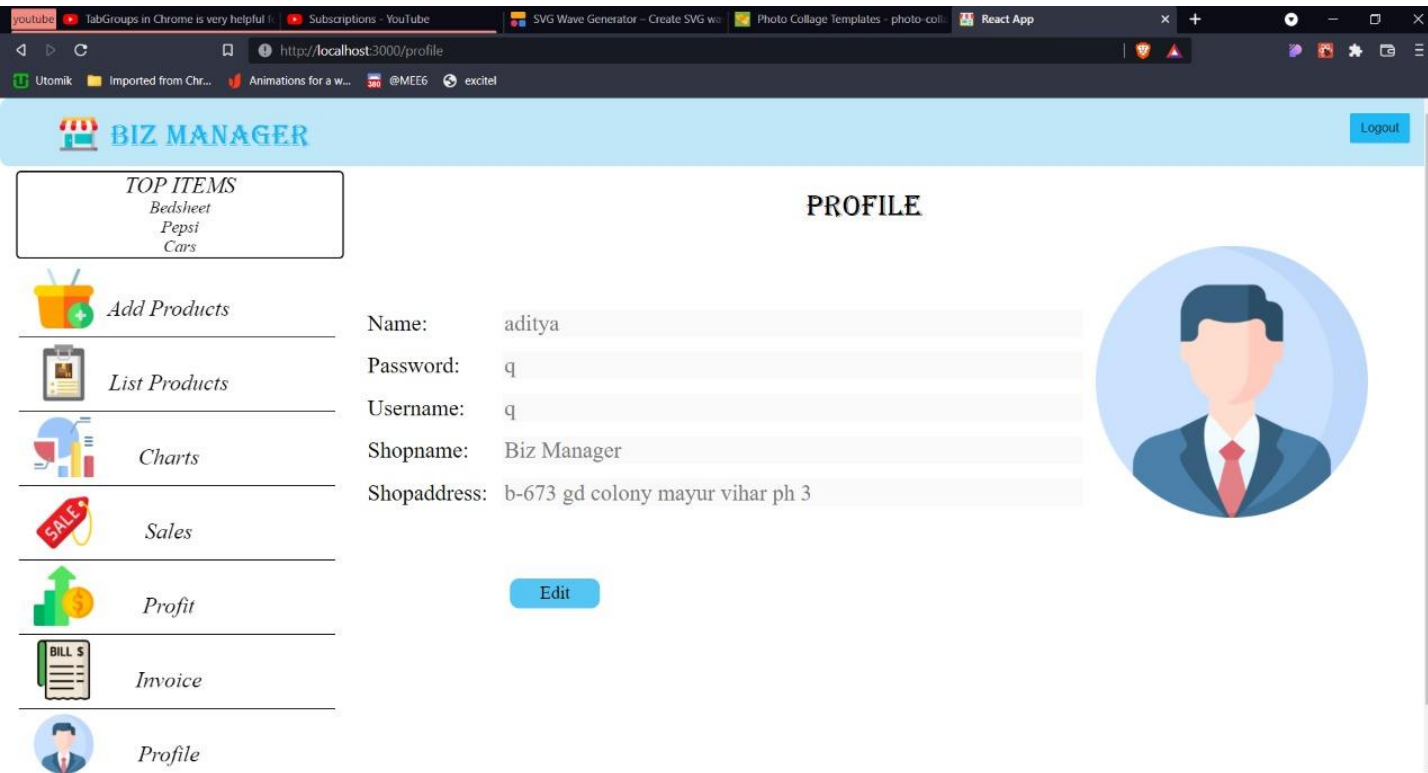 youtube TabGroups in Chrome is very helpful f Subscriptions - YouTube SVG Wave Generator – Create SVG wa Photo Collage Templates - photo-coll React App
http://localhost:3000/profile
Utomik Imported from Chr... Animations for a w... 360 @MEE6 excitel
BIZ MANAGER
Logout
TOP ITEMS
Bedsheet
Pepsi
Cars
PROFILE
Add Products
List Products
Charts
SALE Sales
Profit
BILL $
Invoice
Profile
Name: aditya
Password: q
Username: q
Shopname: Biz Manager
Shopaddress: b-673 gd colony mayur vihar ph 3
Edit